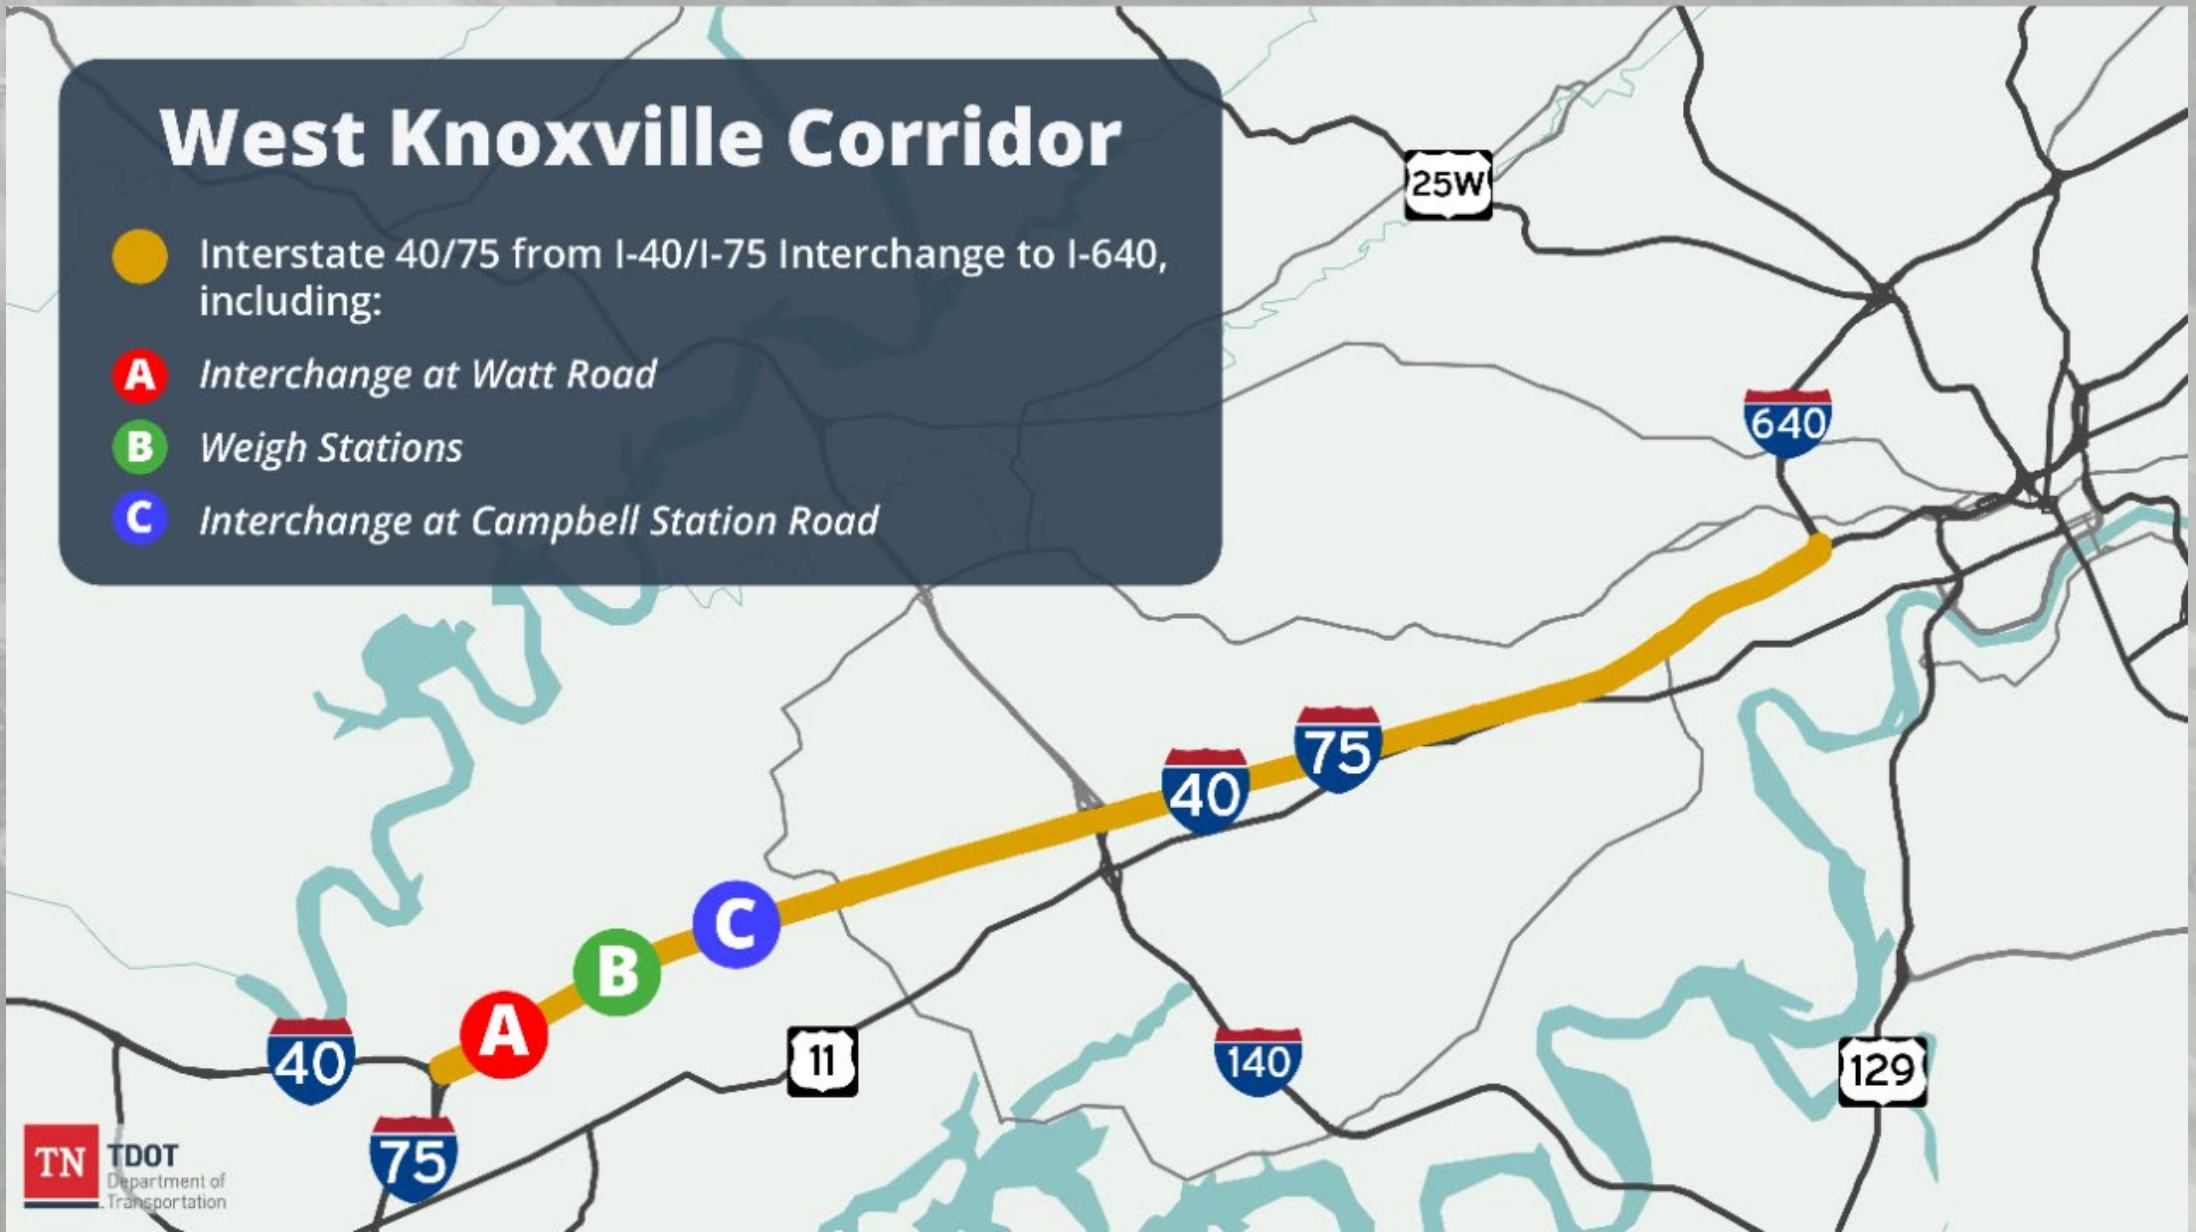 West Knoxville Corridor
Interstate 40/75 from I-40/I-75 Interchange to I-640,
including:
A Interchange at Watt Road
B Weigh Stations
C Interchange at Campbell Station Road
25W
640
75
40
C
B
A
40
11
140
129
75
TN TDOT
Department of
Transportation